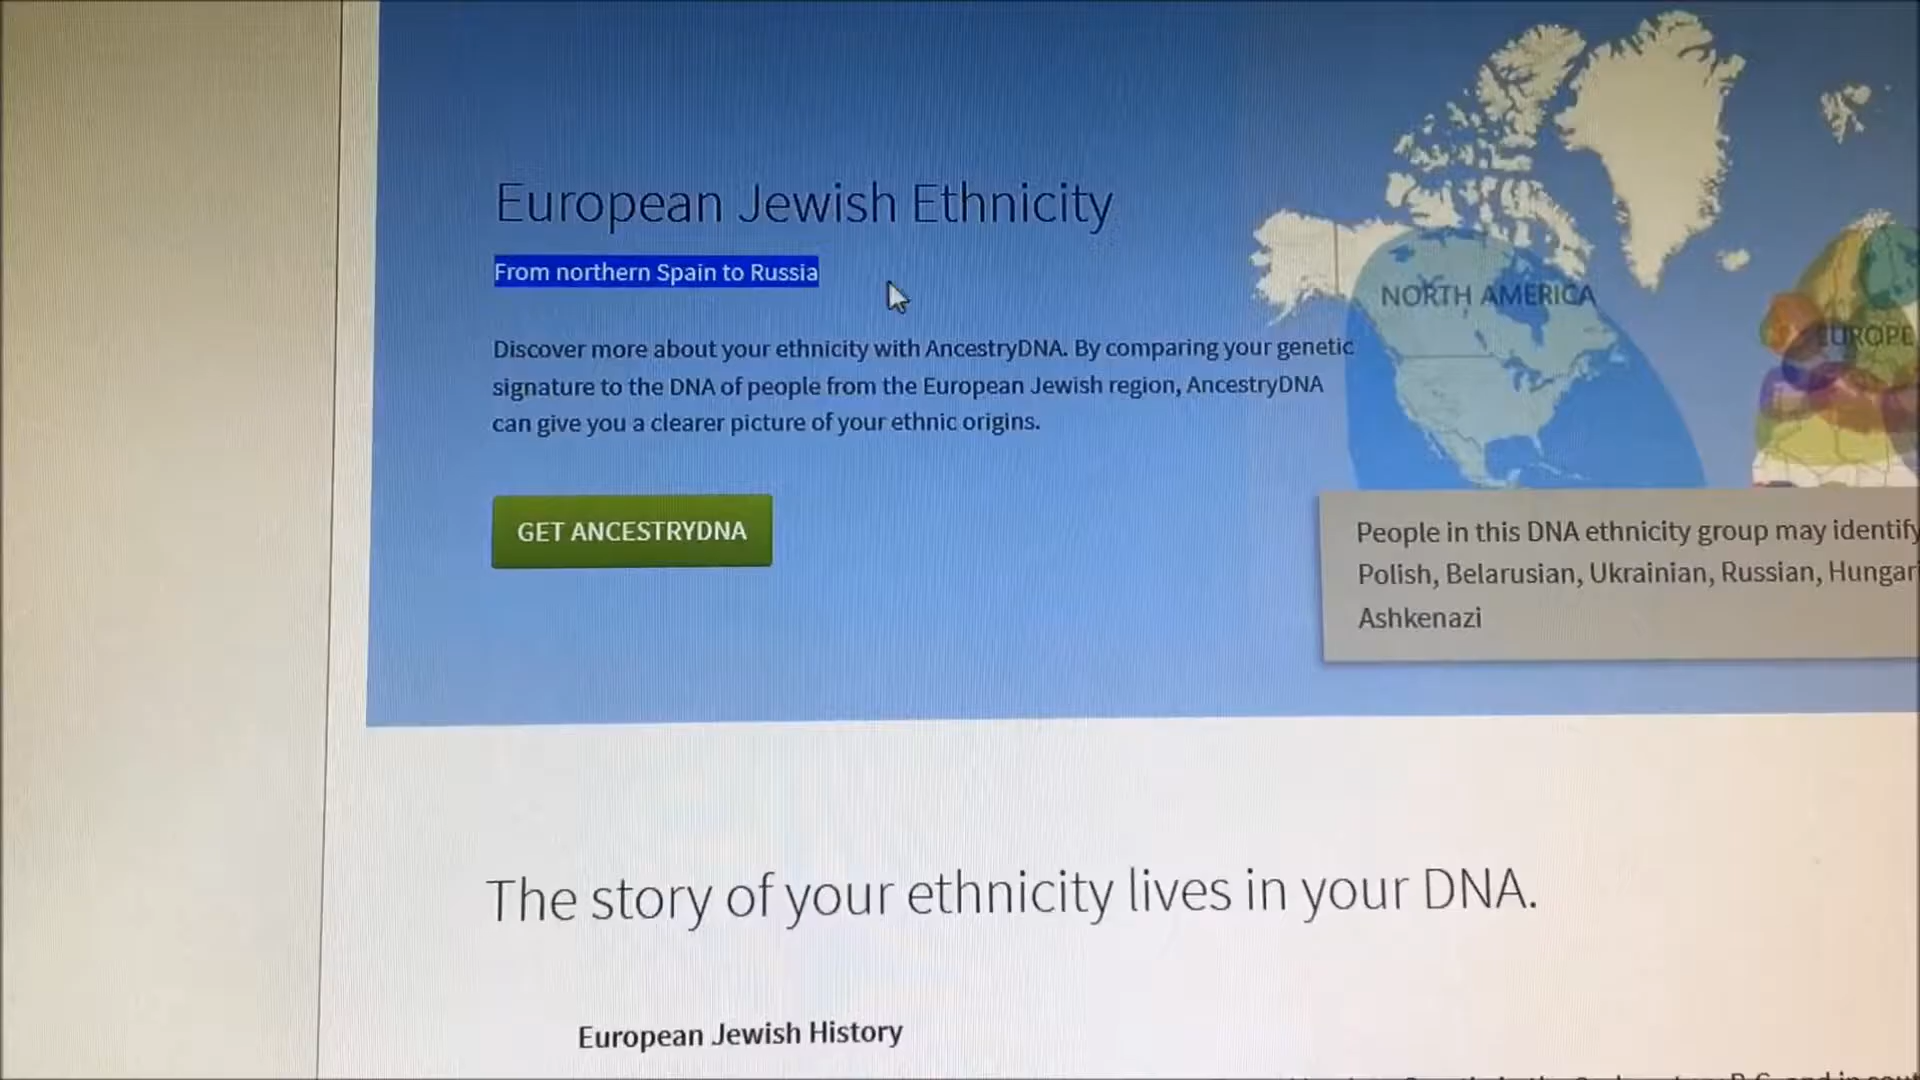 European Jewish Ethnicity
From northern Spain to Russia
Discover more about your ethnicity with AncestryDNA. By comparing your genetic
signature to the DNA of people from the European Jewish region, AncestryDNA
can give you a clearer picture of your ethnic origins.
GET ANCESTRYDNA
NORTH AMERICA
EUROPE
People in this DNA ethnicity group may identify
Polish, Belarusian, Ukrainian, Russian, Hungar
Ashkenazi
The story of your ethnicity lives in your DNA.
European Jewish History